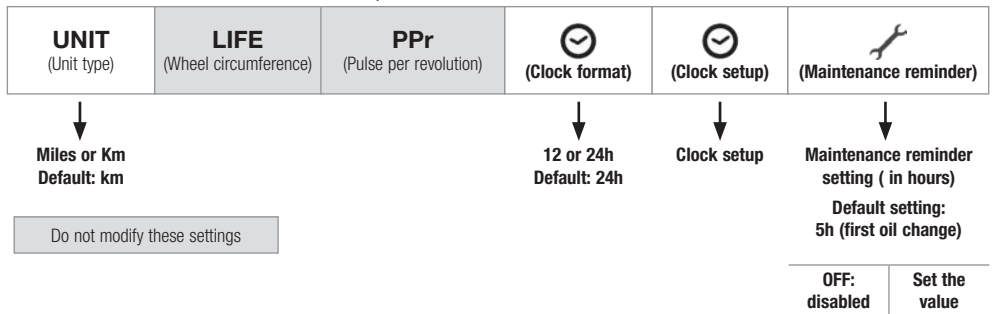 UNIT
(Unit type)
LIFE
(Wheel circumference)
PPr
(Pulse per revolution)
(Clock format)
(Clock setup)
(Maintenance reminder)
Miles or Km
Default: km
12 or 24h
Default: 24h
Clock setup
Maintenance reminder
setting ( in hours)
Default setting:
5h (first oil change)
Do not modify these settings
OFF:
disabled
Set the
value